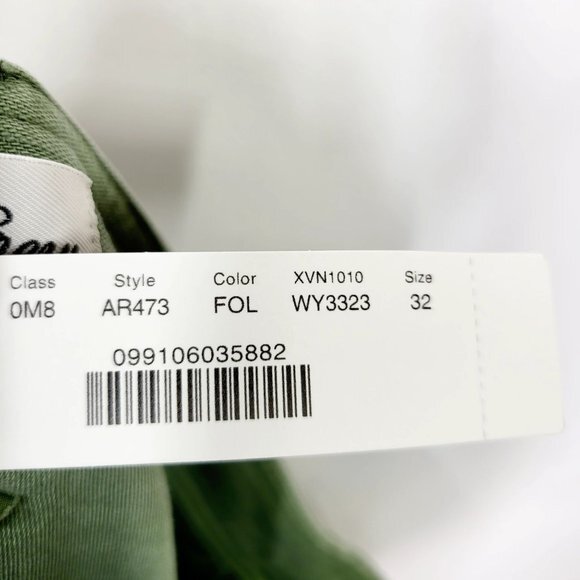 Class Style Color XVN1010 Size
0M8 AR473 FOL WY3323 32
099106035882